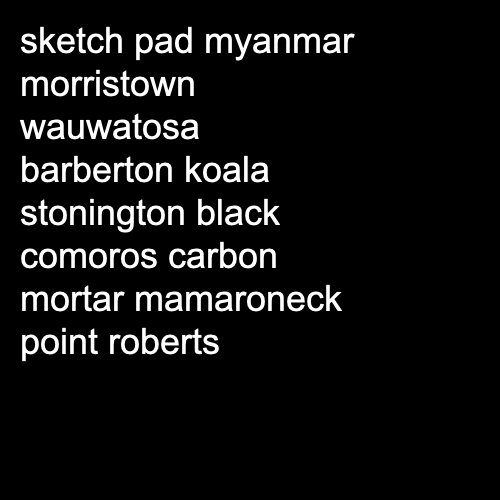 sketch pad myanmar
morristown
wauwatosa
barberton koala
stonington black
comoros carbon
mortar mamaroneck
point roberts